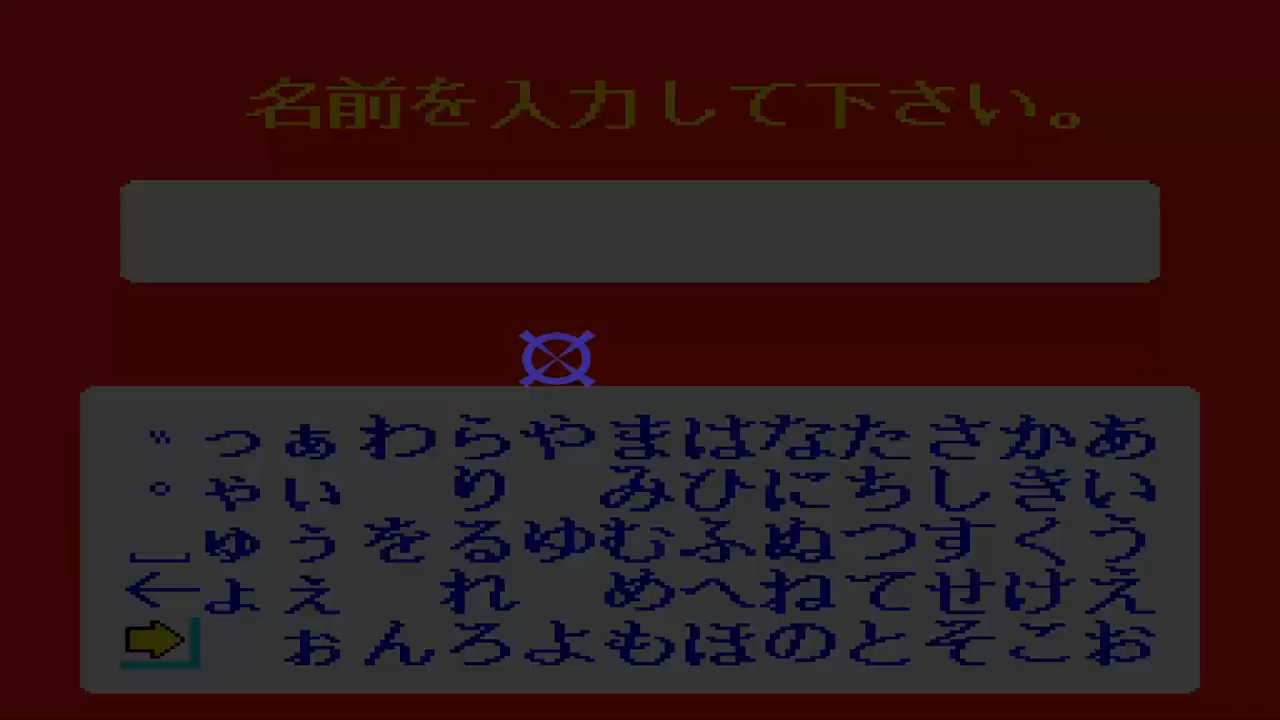 名前を入力して下さい。
゛ っ ぁ わ ら や ま は な た さ か あ
゜ ゃ ぃ り み ひ に ち し き い
␣ ゅ ぅ を る ゆ む ふ ぬ つ す く う
← ょ ぇ れ め へ ね て せ け え
ぉ ん ろ よ も ほ の と そ こ お